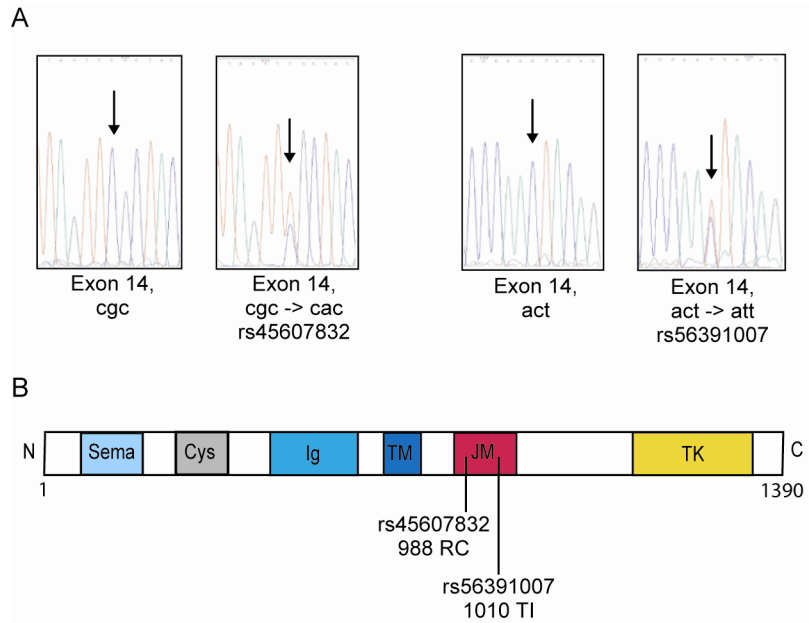 A
Exon 14,
cgc
Exon 14,
cgc -> cac
rs45607832
Exon 14,
act
Exon 14,
act -> att
rs56391007
B
N Sema Cys Ig TM JM TK C
1 1390
rs45607832
988 RC
rs56391007
1010 TI